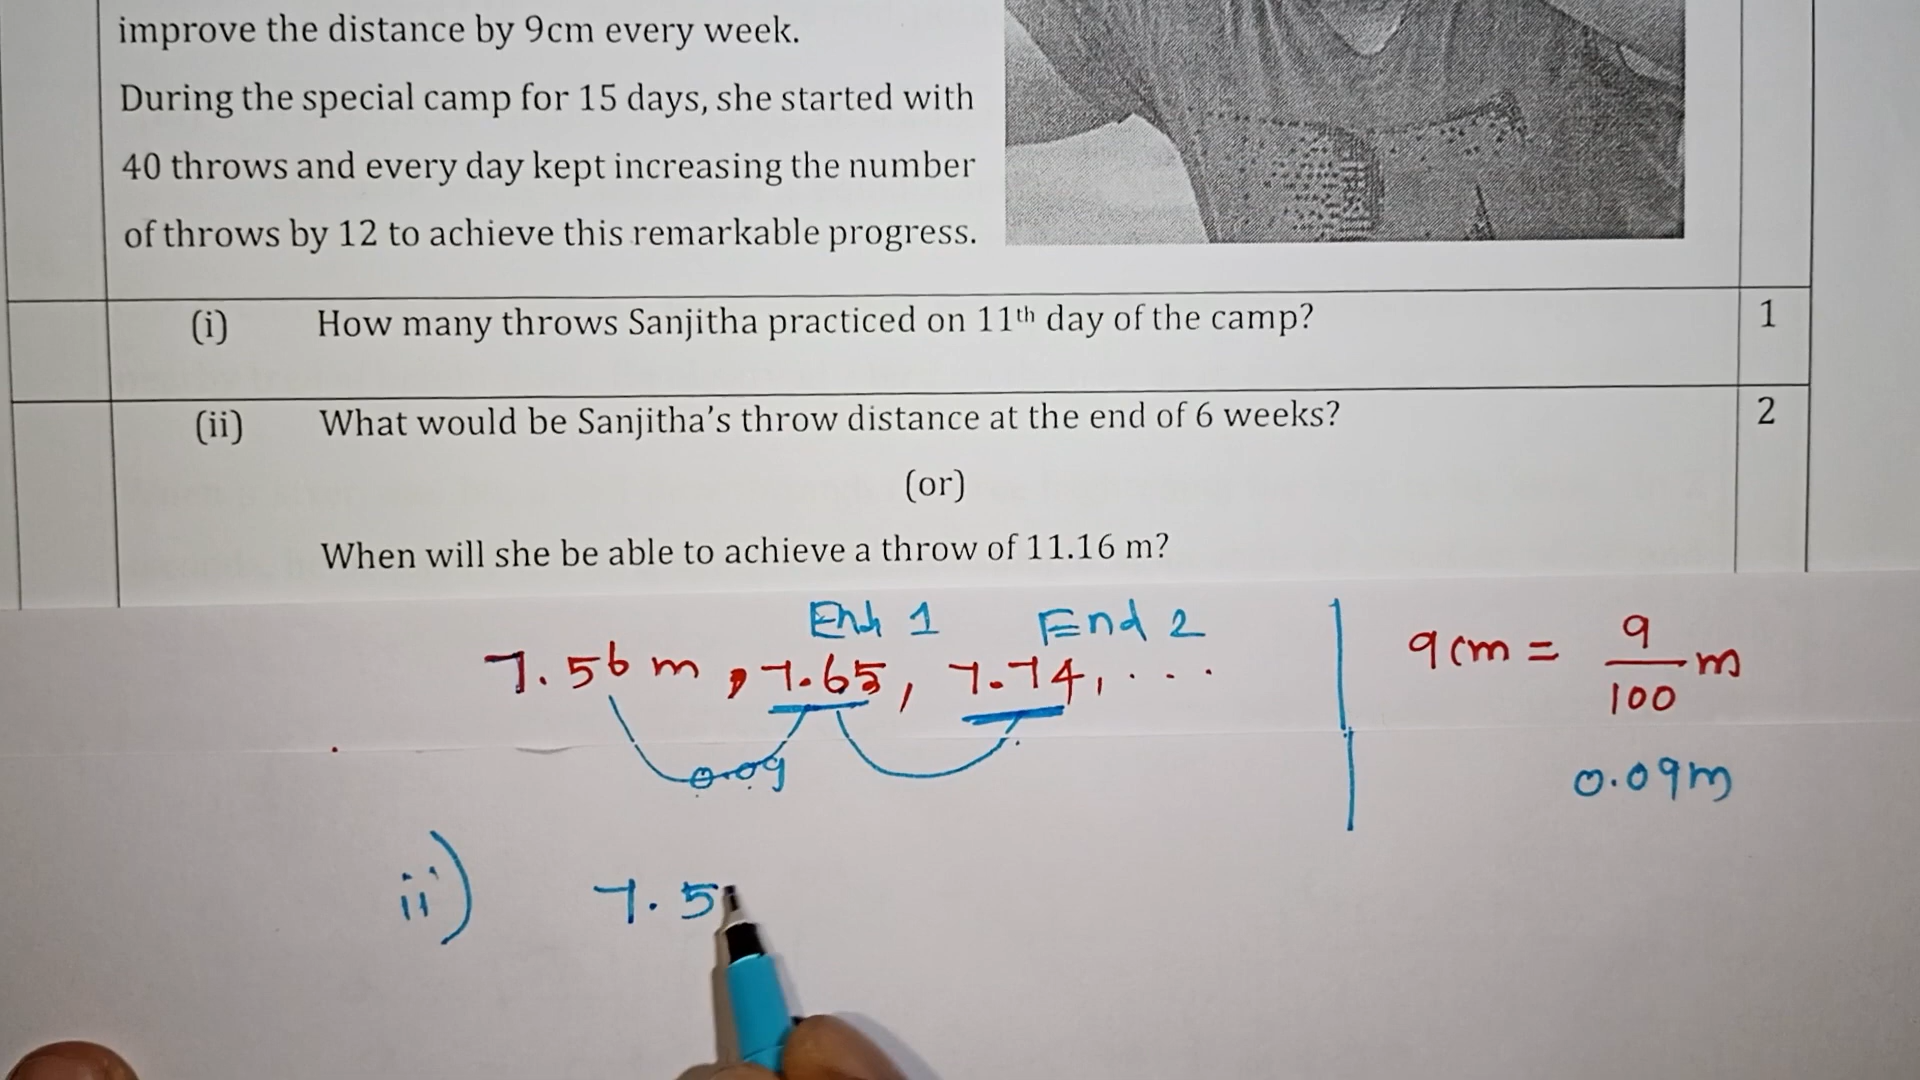 improve the distance by 9cm every week.
During the special camp for 15 days, she started with
40 throws and every day kept increasing the number
of throws by 12 to achieve this remarkable progress.
(i) How many throws Sanjitha practiced on 11th day of the camp? 1
(ii) What would be Sanjitha's throw distance at the end of 6 weeks? 2
(or)
When will she be able to achieve a throw of 11.16 m?
End 1 End 2
7.56 m, 7.65, 7.74, ...
9cm = 9/100 m
0.09
0.09m
ii) 7.5